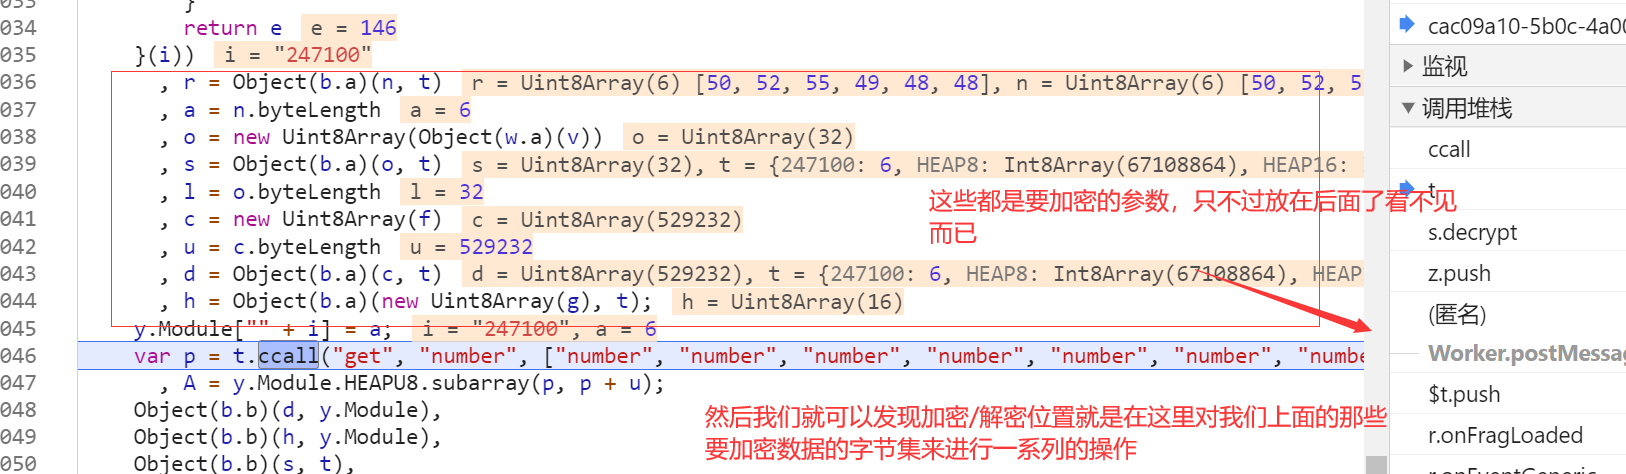 033 }
034 return e e = 146
035 }(i)) i = "247100"
036 , r = Object(b.a)(n, t) r = Uint8Array(6) [50, 52, 55, 49, 48, 48], n = Uint8Array(6) [50, 52, 5
037 , a = n.byteLength a = 6
038 , o = new Uint8Array(Object(w.a)(v)) o = Uint8Array(32)
039 , s = Object(b.a)(o, t) s = Uint8Array(32), t = {247100: 6, HEAP8: Int8Array(67108864), HEAP16:
040 , l = o.byteLength l = 32
041 , c = new Uint8Array(f) c = Uint8Array(529232)
042 , u = c.byteLength u = 529232
043 , d = Object(b.a)(c, t) d = Uint8Array(529232), t = {247100: 6, HEAP8: Int8Array(67108864), HEAP
044 , h = Object(b.a)(new Uint8Array(g), t); h = Uint8Array(16)
045 y.Module["" + i] = a; i = "247100", a = 6
046 var p = t.ccall("get", "number", ["number", "number", "number", "number", "number", "number", "numbe
047 , A = y.Module.HEAPU8.subarray(p, p + u);
048 Object(b.b)(d, y.Module),
049 Object(b.b)(h, y.Module),
050 Object(b.b)(s, t),
这些都是要加密的参数，只不过放在后面了看不见
而已
然后我们就可以发现加密/解密位置就是在这里对我们上面的那些
要加密数据的字节集来进行一系列的操作
cac09a10-5b0c-4a00
监视
调用堆栈
ccall
t
s.decrypt
z.push
(匿名)
Worker.postMessag
$t.push
r.onFragLoaded
r.onEventGeneric